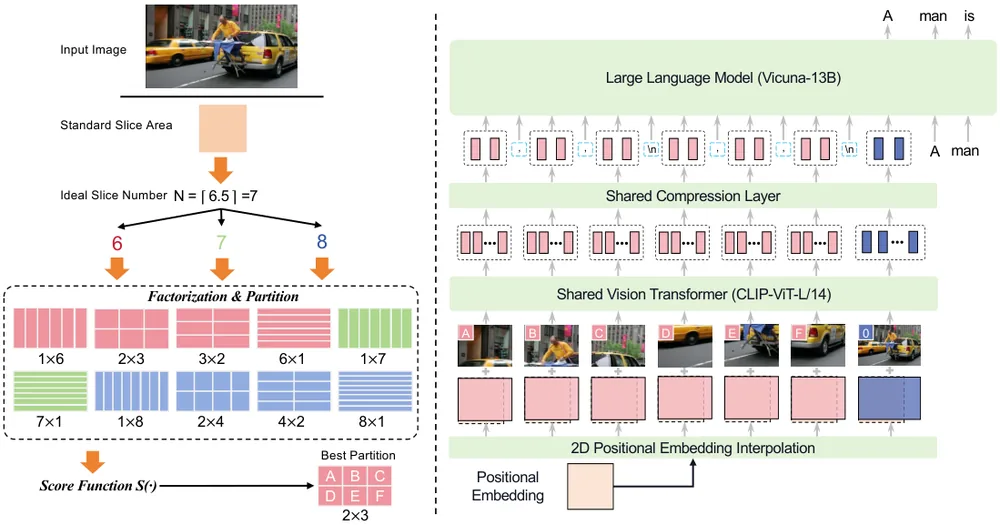 Input Image
Standard Slice Area
Ideal Slice Number N = ⌈ 6.5 ⌉ =7
6 7 8
Factorization & Partition
1×6 2×3 3×2 6×1 1×7
7×1 1×8 2×4 4×2 8×1
Score Function S(·)
Best Partition
A B C
D E F
2×3
A man is
Large Language Model (Vicuna-13B)
, , \n , , \n
A man
Shared Compression Layer
Shared Vision Transformer (CLIP-ViT-L/14)
A B C D E F 0
2D Positional Embedding Interpolation
Positional
Embedding